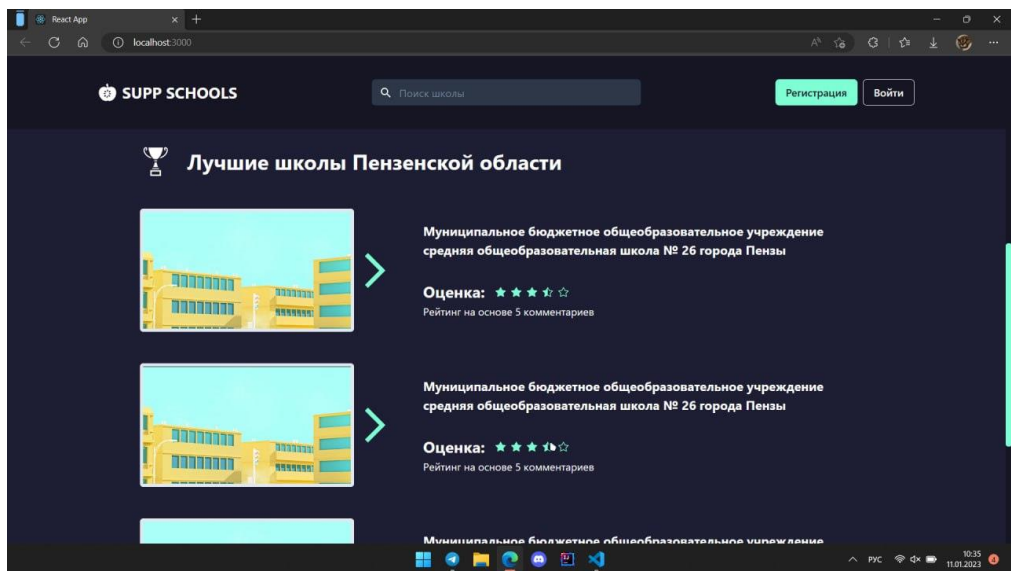 React App
localhost:3000
SUPP SCHOOLS
Поиск школы
Регистрация
Войти
Лучшие школы Пензенской области
Муниципальное бюджетное общеобразовательное учреждение
средняя общеобразовательная школа № 26 города Пензы
Оценка:
Рейтинг на основе 5 комментариев
Муниципальное бюджетное общеобразовательное учреждение
средняя общеобразовательная школа № 26 города Пензы
Оценка:
Рейтинг на основе 5 комментариев
Муниципальное бюджетное общеобразовательное учреждение
РУС
10:35
11.01.2023
4